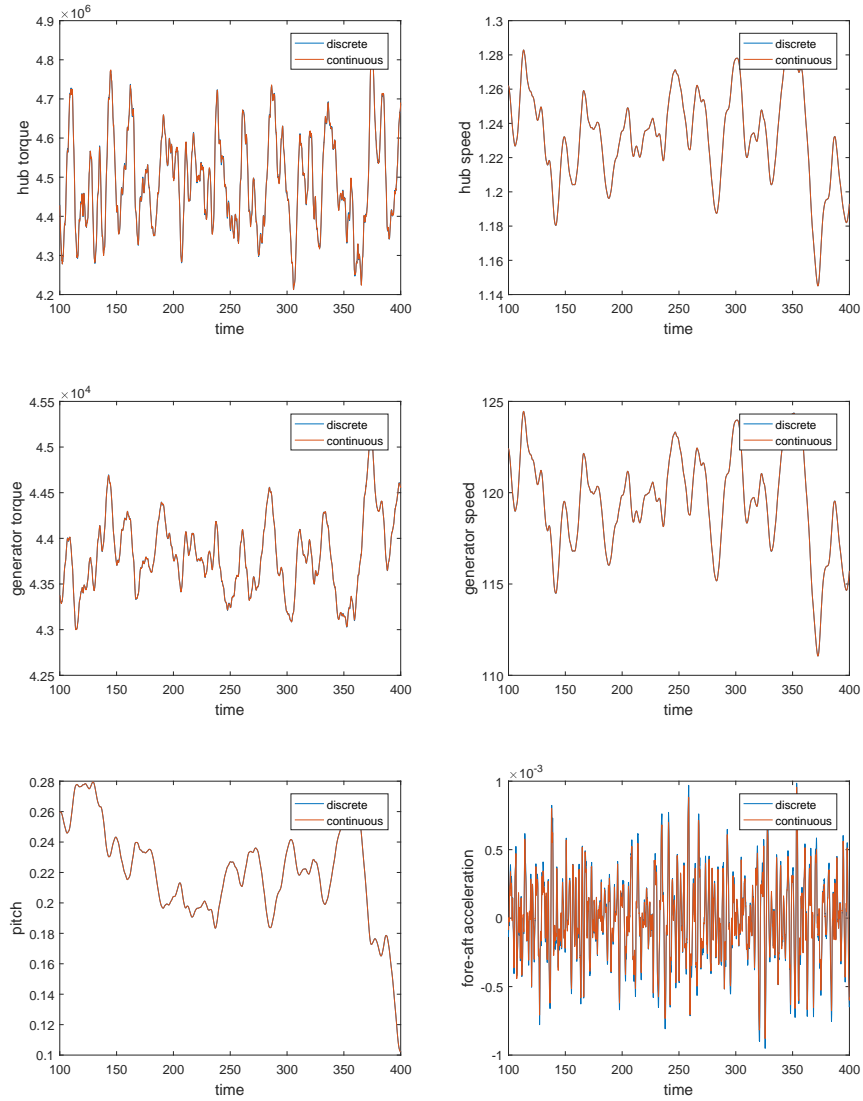 ×10⁶
4.9
4.8
4.7
4.6
4.5
4.4
4.3
4.2
hub torque
100 150 200 250 300 350 400
time
discrete
continuous
1.3
1.28
1.26
1.24
1.22
1.2
1.18
1.16
1.14
hub speed
100 150 200 250 300 350 400
time
discrete
continuous
×10⁴
4.55
4.5
4.45
4.4
4.35
4.3
4.25
generator torque
100 150 200 250 300 350 400
time
discrete
continuous
125
120
115
110
generator speed
100 150 200 250 300 350 400
time
discrete
continuous
0.28
0.26
0.24
0.22
0.2
0.18
0.16
0.14
0.12
0.1
pitch
100 150 200 250 300 350 400
time
discrete
continuous
×10⁻³
1
0.5
0
-0.5
-1
fore-aft acceleration
100 150 200 250 300 350 400
time
discrete
continuous